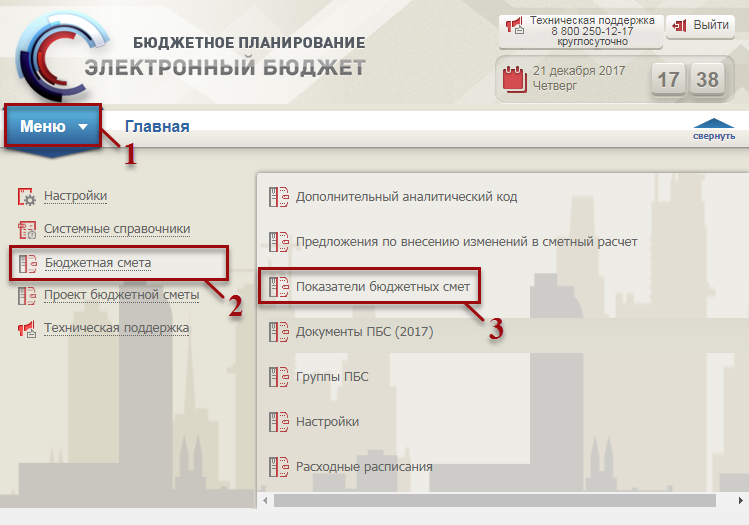 БЮДЖЕТНОЕ ПЛАНИРОВАНИЕ
ЭЛЕКТРОННЫЙ БЮДЖЕТ
Техническая поддержка
8 800 250-12-17
круглосуточно
Выйти
21 декабря 2017
Четверг
17 38
Меню
Главная
свернуть
1
Настройки
Системные справочники
Бюджетная смета
Проект бюджетной сметы
Техническая поддержка
2
Дополнительный аналитический код
Предложения по внесению изменений в сметный расчет
Показатели бюджетных смет
3
Документы ПБС (2017)
Группы ПБС
Настройки
Расходные расписания